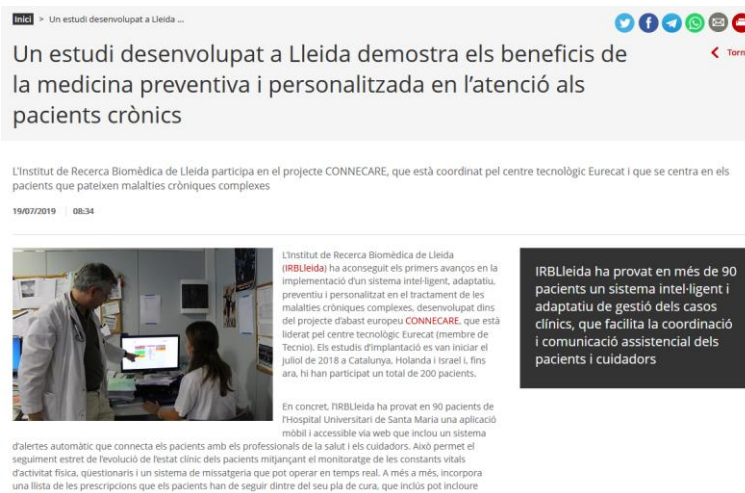 Inici > Un estudi desenvolupat a Lleida ...
Un estudi desenvolupat a Lleida demostra els beneficis de
la medicina preventiva i personalitzada en l'atenció als
pacients crònics
Torn
L'Institut de Recerca Biomèdica de Lleida participa en el projecte CONNECARE, que està coordinat pel centre tecnològic Eurecat i que se centra en els
pacients que pateixen malalties cròniques complexes
19/07/2019 | 08:34
L'Institut de Recerca Biomèdica de Lleida
(IRBLleida) ha aconseguit els primers avanços en la
implementació d'un sistema intel·ligent, adaptatiu,
preventiu i personalitzat en el tractament de les
malalties cròniques complexes, desenvolupat dins
del projecte d'abast europeu CONNECARE, que està
liderat pel centre tecnològic Eurecat (membre de
Tecnio). Els estudis d'implantació es van iniciar el
juliol de 2018 a Catalunya, Holanda i Israel i, fins
ara, hi han participat un total de 200 pacients.
En concret, l'IRBLleida ha provat en 90 pacients de
l'Hospital Universitari de Santa Maria una aplicació
mòbil i accessible via web que inclou un sistema
d'alertes automàtic que connecta els pacients amb els professionals de la salut i els cuidadors. Això permet el
seguiment estret de l'evolució de l'estat clínic dels pacients mitjançant el monitoratge de les constants vitals
d'activitat física, qüestionaris i un sistema de missatgeria que pot operar en temps real. A més a més, incorpora
una llista de les prescripcions que els pacients han de seguir dintre del seu pla de cura, que inclús pot incloure
IRBLleida ha provat en més de 90
pacients un sistema intel·ligent i
adaptatiu de gestió dels casos
clínics, que facilita la coordinació
i comunicació assistencial dels
pacients i cuidadors